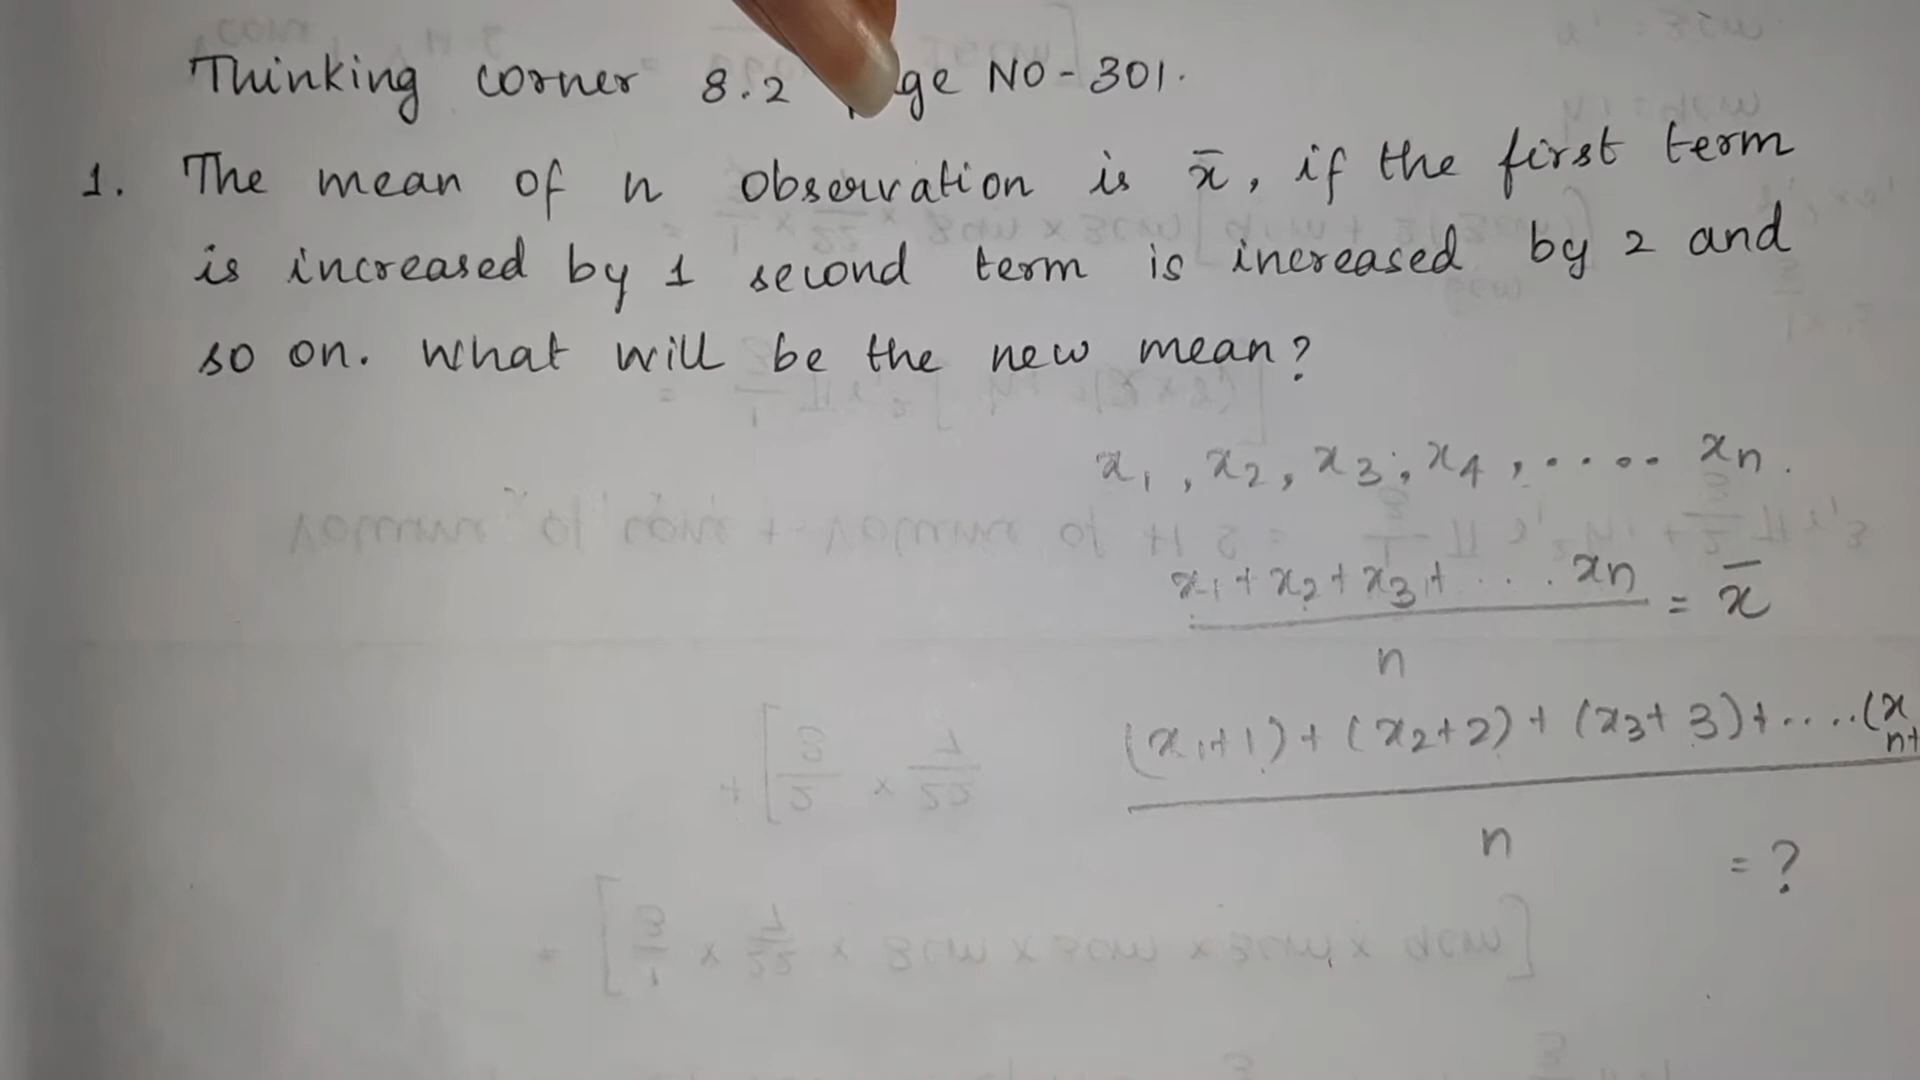 Thinking corner 8.2 ge No - 301.
1. The mean of n observation is x̄, if the first term
is increased by 1 second term is increased by 2 and
so on. What will be the new mean?
x₁, x₂, x₃, x₄, ..... xₙ.
x₁ + x₂ + x₃ + .... xₙ = x̄
n
(x₁+1) + (x₂+2) + (x₃+3) + ....(x
n+
n
= ?